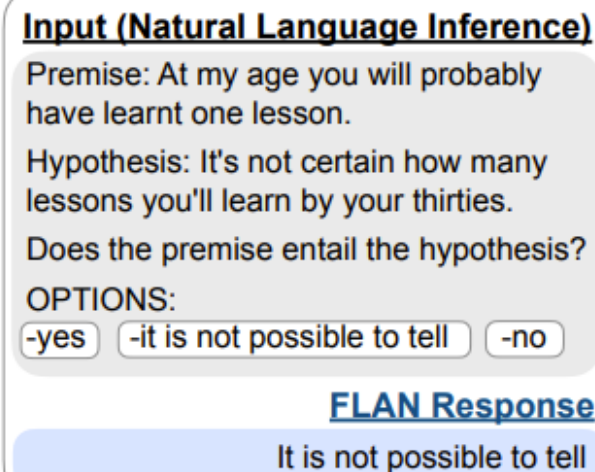 Input (Natural Language Inference)
Premise: At my age you will probably
have learnt one lesson.
Hypothesis: It's not certain how many
lessons you'll learn by your thirties.
Does the premise entail the hypothesis?
OPTIONS:
-yes -it is not possible to tell -no
FLAN Response
It is not possible to tell